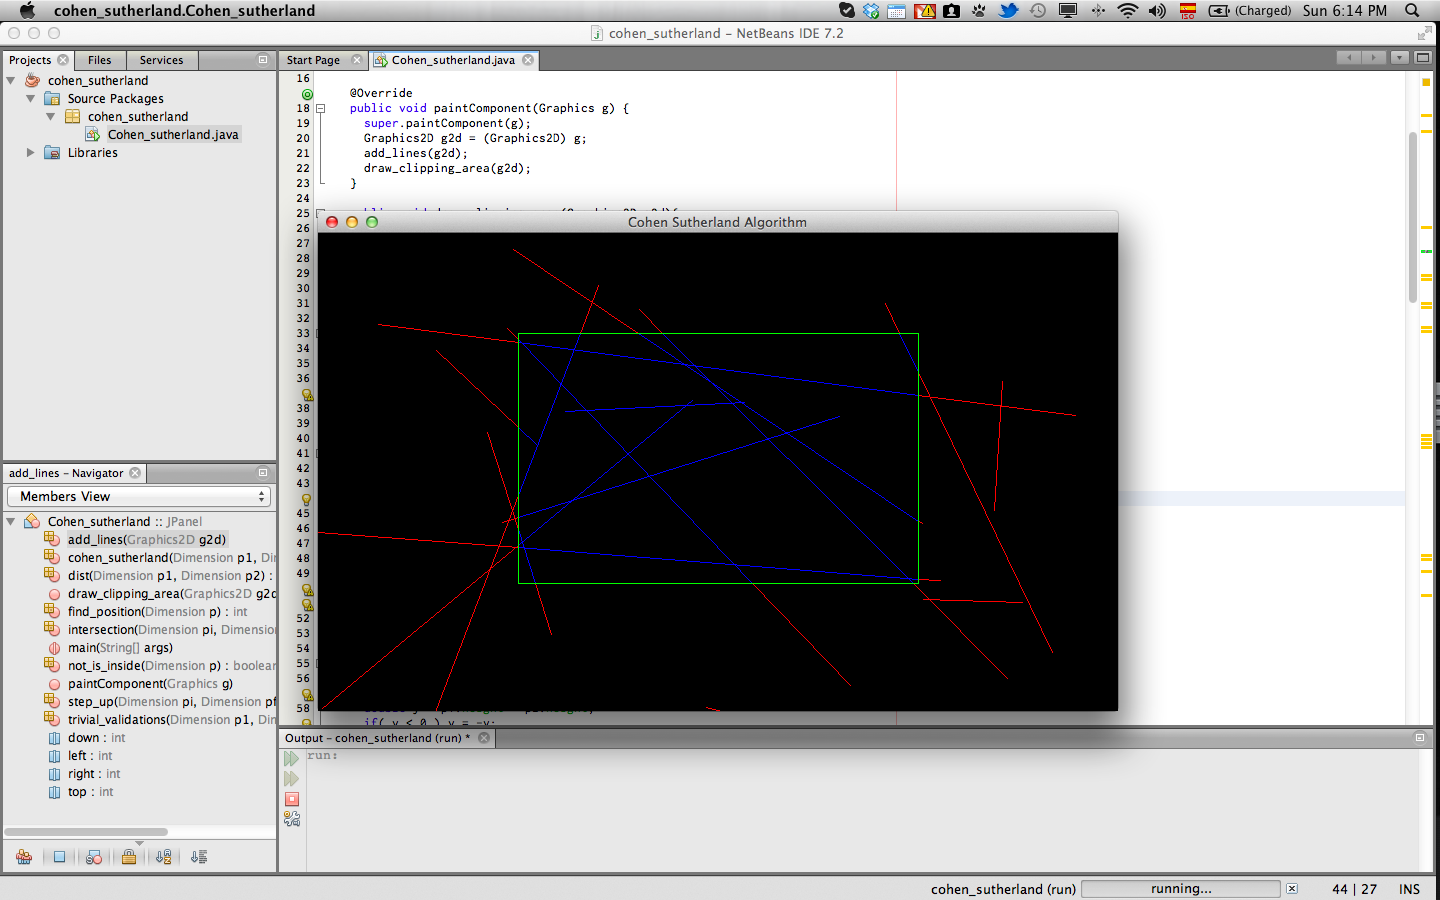 cohen_sutherland.Cohen_sutherland
ISO (Charged) Sun 6:14 PM
cohen_sutherland – NetBeans IDE 7.2
Projects Files Services
Start Page Cohen_sutherland.java
cohen_sutherland
Source Packages
cohen_sutherland
Cohen_sutherland.java
Libraries
16
@Override
18 public void paintComponent(Graphics g) {
19 super.paintComponent(g);
20 Graphics2D g2d = (Graphics2D) g;
21 add_lines(g2d);
22 draw_clipping_area(g2d);
23 }
24
25
26
27
28
29
30
31
32
33
34
35
36
38
39
40
41
42
43
45
46
47
48
49
52
53
54
55
56
58
if( y < 0 ) y = -y;
Cohen Sutherland Algorithm
add_lines – Navigator
Members View
Cohen_sutherland :: JPanel
add_lines(Graphics2D g2d)
cohen_sutherland(Dimension p1, Di
dist(Dimension p1, Dimension p2) :
draw_clipping_area(Graphics2D g2d
find_position(Dimension p) : int
intersection(Dimension pi, Dimension
main(String[] args)
not_is_inside(Dimension p) : boolean
paintComponent(Graphics g)
step_up(Dimension pi, Dimension pf
trivial_validations(Dimension p1, Din
down : int
left : int
right : int
top : int
Output – cohen_sutherland (run) *
run:
cohen_sutherland (run) running... 44 | 27 INS